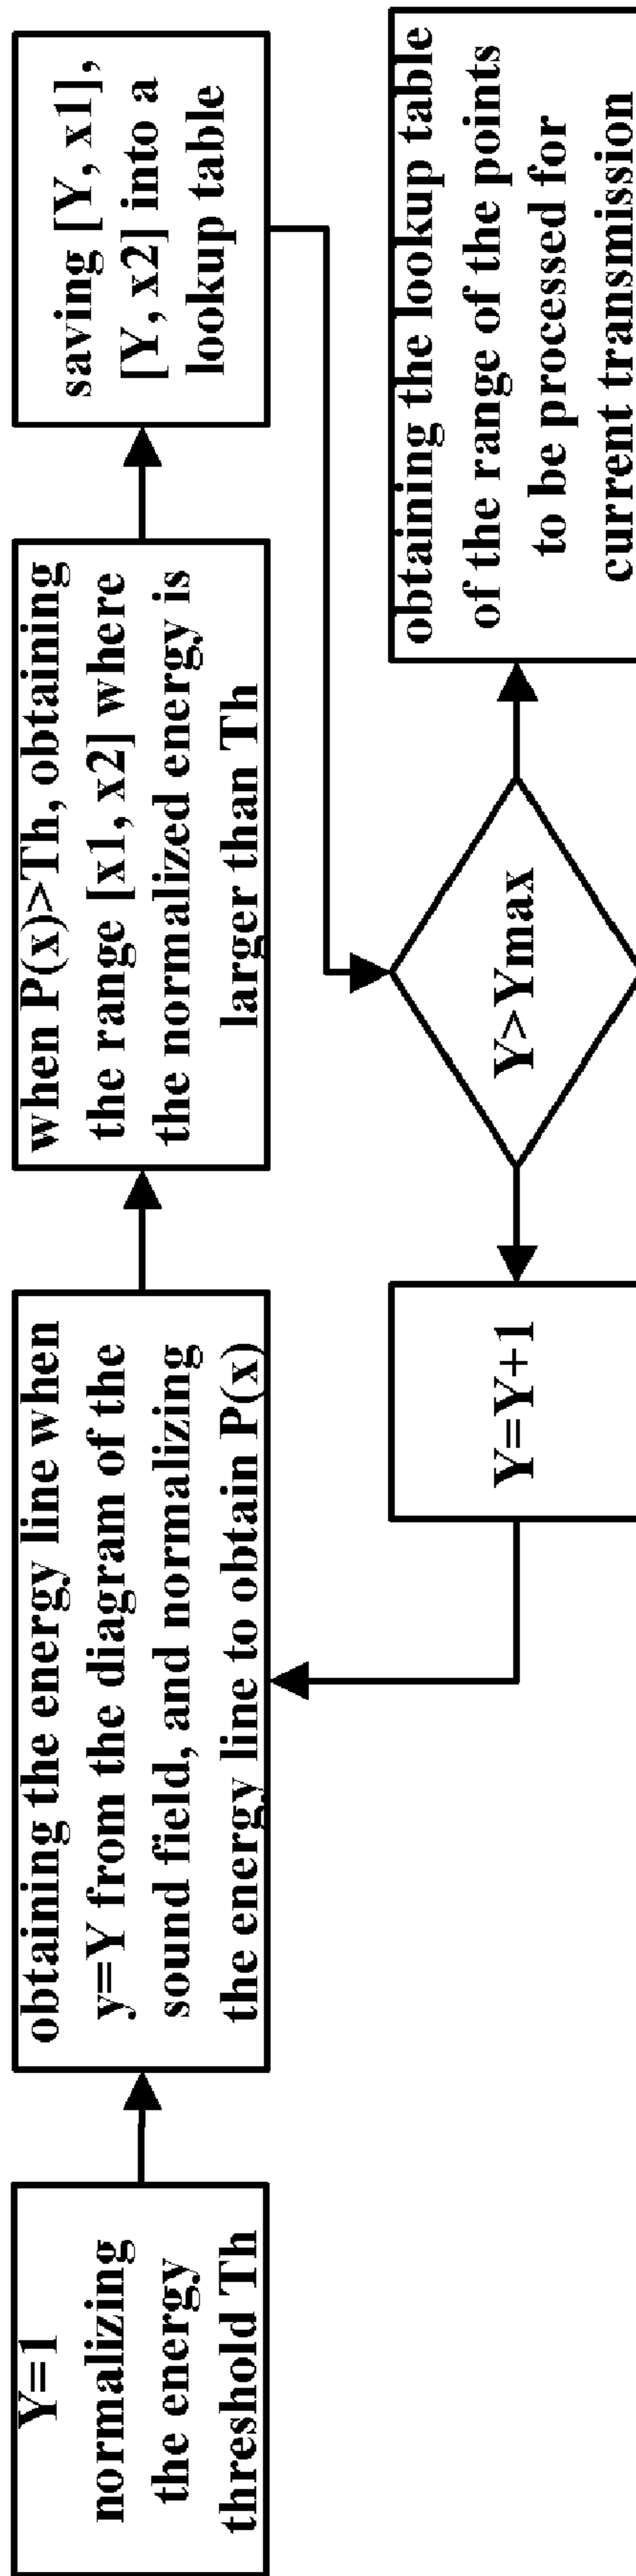 Y=1
normalizing
the energy
threshold Th
obtaining the energy line when
y=Y from the diagram of the
sound field, and normalizing
the energy line to obtain P(x)
when P(x)>Th, obtaining
the range [x1, x2] where
the normalized energy is
larger than Th
saving [Y, x1],
[Y, x2] into a
lookup table
Y=Y+1
Y>Ymax
obtaining the lookup table
of the range of the points
to be processed for
current transmission